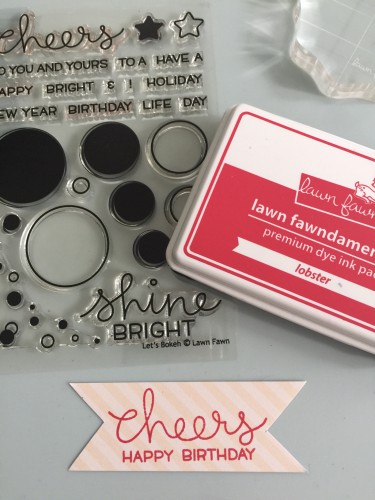 cheers
TO YOU AND YOURS TO A HAVE A
HAPPY BRIGHT & ! HOLIDAY
NEW YEAR BIRTHDAY LIFE DAY
shine
BRIGHT
Let's Bokeh © Lawn Fawn
lawn fawn
lawn fawndamen
premium dye ink pad
lobster
cheers
HAPPY BIRTHDAY